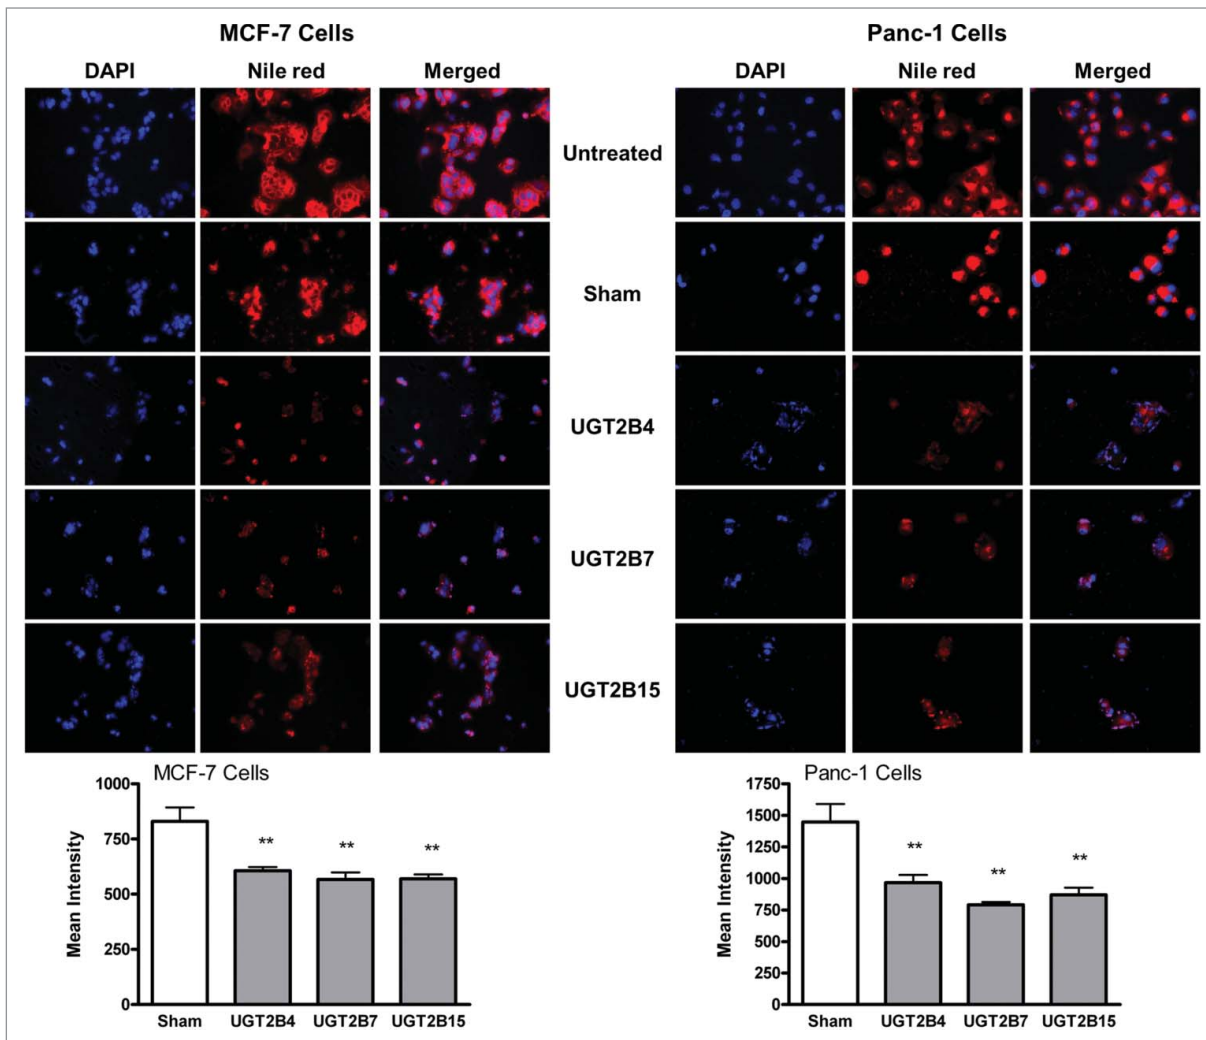 MCF-7 Cells
Panc-1 Cells
DAPI Nile red Merged
DAPI Nile red Merged
Untreated
Sham
UGT2B4
UGT2B7
UGT2B15
MCF-7 Cells
1000
750
500
250
0
Mean Intensity
**
**
**
Sham UGT2B4 UGT2B7 UGT2B15
Panc-1 Cells
1750
1500
1250
1000
750
500
250
0
Mean Intensity
**
**
**
Sham UGT2B4 UGT2B7 UGT2B15